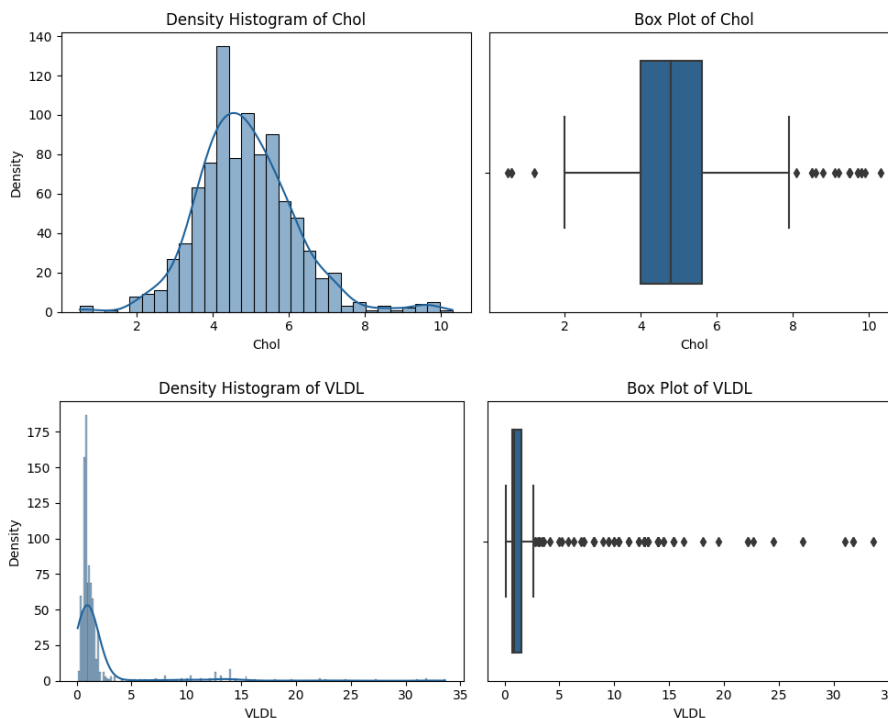 Density Histogram of Chol
Density
140
120
100
80
60
40
20
0
2 4 6 8 10
Chol
Box Plot of Chol
2 4 6 8 10
Chol
Density Histogram of VLDL
Density
175
150
125
100
75
50
25
0
0 5 10 15 20 25 30 35
VLDL
Box Plot of VLDL
0 5 10 15 20 25 30
VLDL